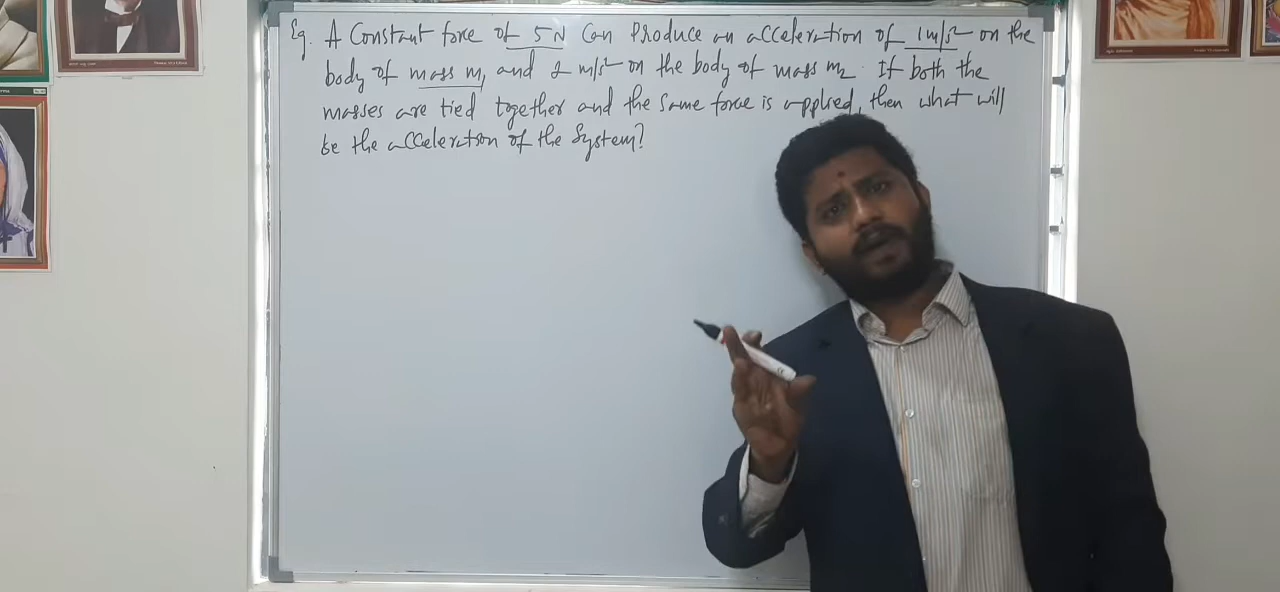 Eg. A Constant force of 5N Can Produce an acceleration of 1m/s² on the
body of mass m₁ and 2 m/s² on the body of mass m₂. If both the
masses are tied together and the same force is applied, then what will
be the acceleration of the System?